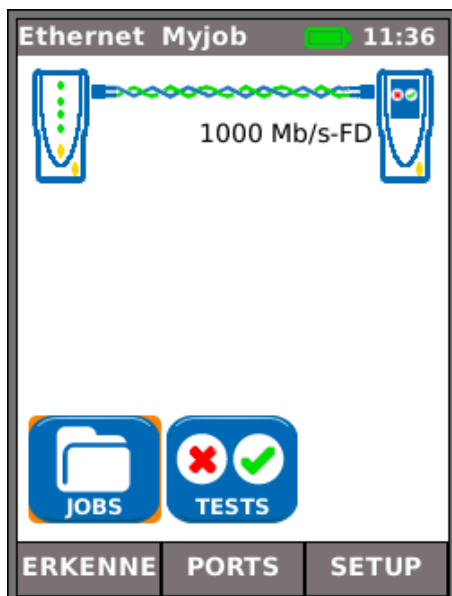 Ethernet Myjob 11:36
1000 Mb/s-FD
JOBS TESTS
ERKENNE PORTS SETUP